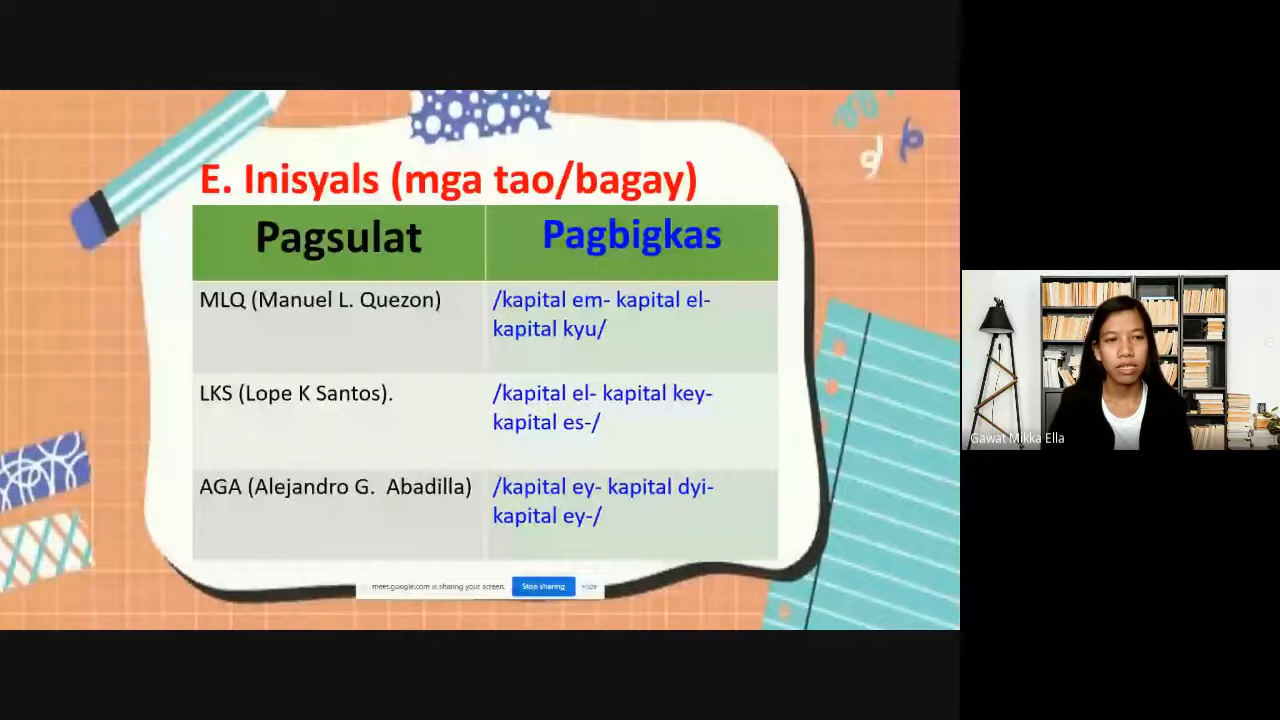 E. Inisyals (mga tao/bagay)
Pagsulat
Pagbigkas
MLQ (Manuel L. Quezon)
/kapital em- kapital el-
kapital kyu/
LKS (Lope K Santos).
/kapital el- kapital key-
kapital es-/
AGA (Alejandro G. Abadilla)
/kapital ey- kapital dyi-
kapital ey-/
meet.google.com is sharing your screen.
Stop sharing
Hide
Gawat Mikka Ella